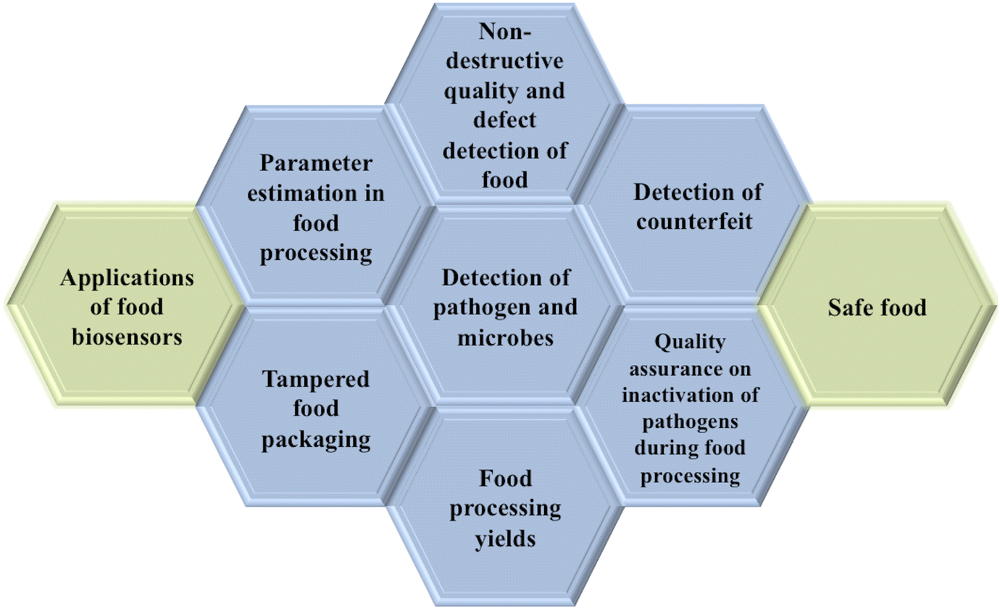 Applications
of food
biosensors
Parameter
estimation in
food
processing
Tampered
food
packaging
Non-
destructive
quality and
defect
detection of
food
Detection of
pathogen and
microbes
Food
processing
yields
Detection of
counterfeit
Quality
assurance on
inactivation of
pathogens
during food
processing
Safe food